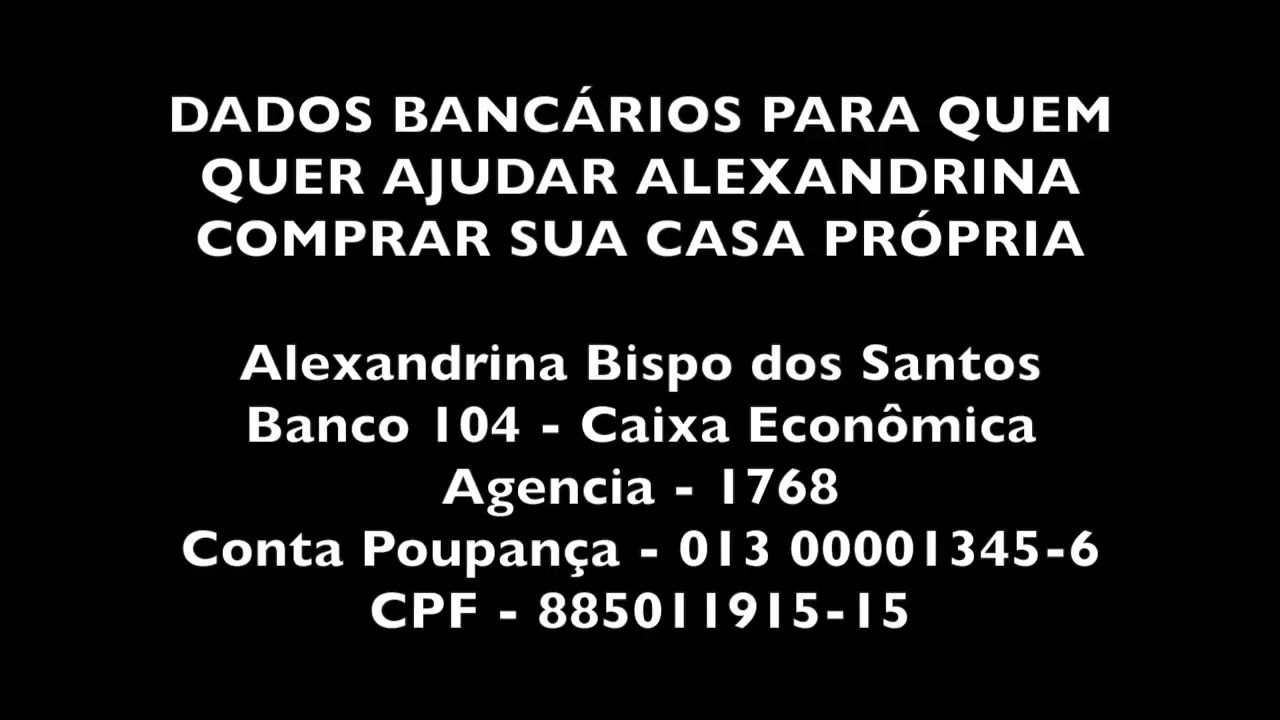 DADOS BANCÁRIOS PARA QUEM
QUER AJUDAR ALEXANDRINA
COMPRAR SUA CASA PRÓPRIA
Alexandrina Bispo dos Santos
Banco 104 - Caixa Econômica
Agencia - 1768
Conta Poupança - 013 00001345-6
CPF - 885011915-15